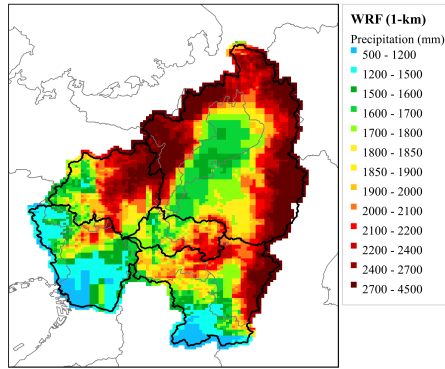 WRF (1-km)
Precipitation (mm)
500 - 1200
1200 - 1500
1500 - 1600
1600 - 1700
1700 - 1800
1800 - 1850
1850 - 1900
1900 - 2000
2000 - 2100
2100 - 2200
2200 - 2400
2400 - 2700
2700 - 4500